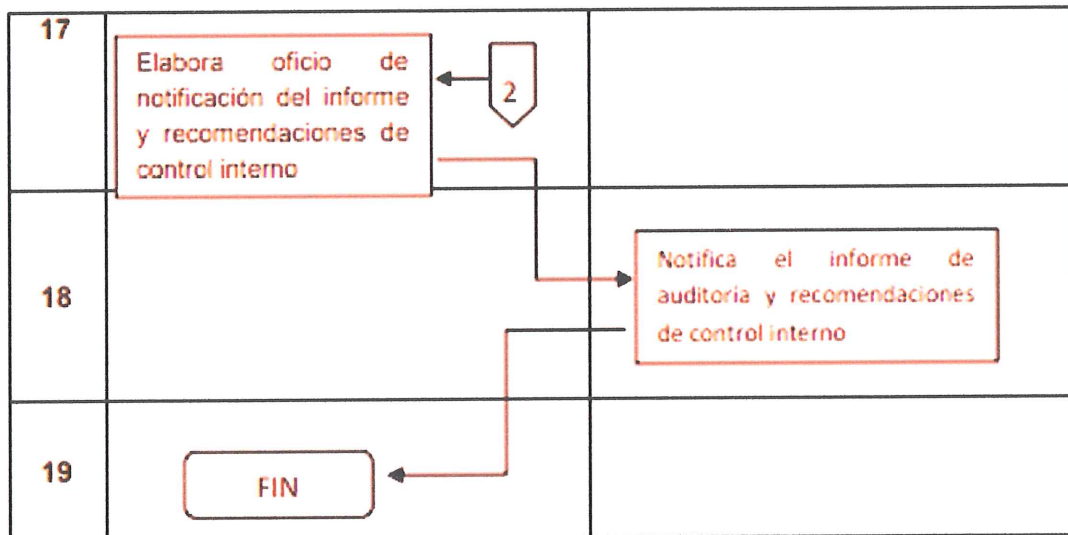 17
Elabora oficio de
notificación del informe
y recomendaciones de
control interno
2
18
Notifica el informe de
auditoria y recomendaciones
de control interno
19
FIN